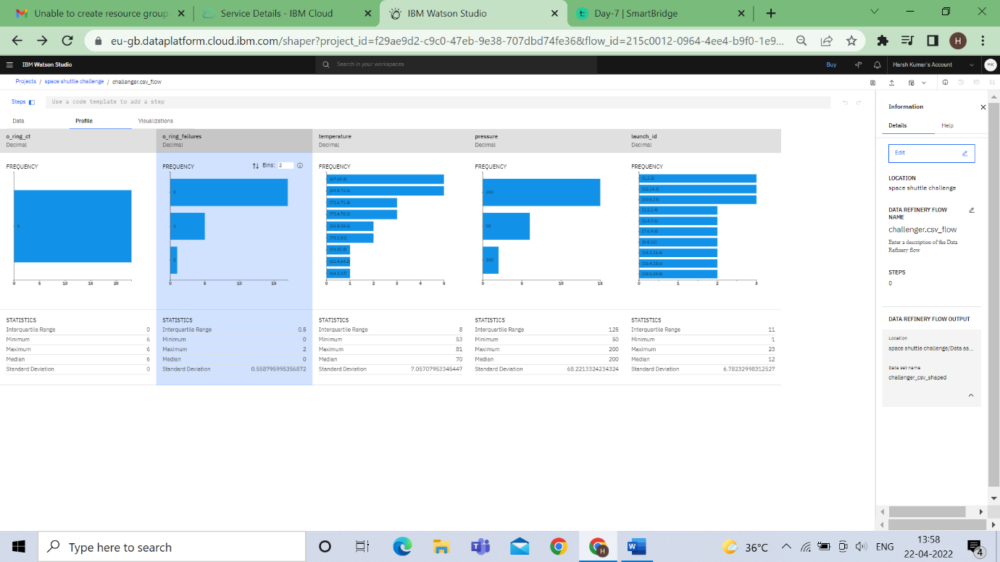 Unable to create resource group
Service Details - IBM Cloud
IBM Watson Studio
t:
Day-7 | SmartBridge
eu-gb.dataplatform.cloud.ibm.com/shaper?project_id=f29ae9d2-c9c0-47eb-9e38-707dbd74fe36&flow_id=215c0012-0964-4ee4-b9f0-1e9...
H
IBM Watson Studio
Search in your workspaces
Buy
Harsh Kumar's Account
HK
Projects / space shuttle challenge / challenger.csv_flow
Steps
Use a code template to add a step
Data
Profile
Visualizations
o_ring_ct
Decimal
FREQUENCY
6
0 5 10 15 20
STATISTICS
Interquartile Range 0
Minimum 6
Maximum 6
Median 6
Standard Deviation 0
o_ring_failures
Decimal
FREQUENCY
Bins: 3
0
1
2
0 5 10 15
STATISTICS
Interquartile Range 0.5
Minimum 0
Maximum 2
Median 0
Standard Deviation 0.558795995356872
temperature
Decimal
FREQUENCY
0 1 2 3 4 5
STATISTICS
Interquartile Range 8
Minimum 53
Maximum 81
Median 70
Standard Deviation 7.05707953345447
pressure
Decimal
FREQUENCY
200
50
100
0 5 10 15
STATISTICS
Interquartile Range 125
Minimum 50
Maximum 200
Median 200
Standard Deviation 68.2213324234324
launch_id
Decimal
FREQUENCY
0 1 2 3
STATISTICS
Interquartile Range 11
Minimum 1
Maximum 23
Median 12
Standard Deviation 6.78232998312527
Information
Details
Help
Edit
LOCATION
space shuttle challenge
DATA REFINERY FLOW
NAME
challenger.csv_flow
Enter a description of the Data
Refinery flow
STEPS
0
DATA REFINERY FLOW OUTPUT
Location
space shuttle challenge/Data as...
Data set name
challenger_csv_shaped
Type here to search
H
W
36°C
ENG
13:58
22-04-2022
4